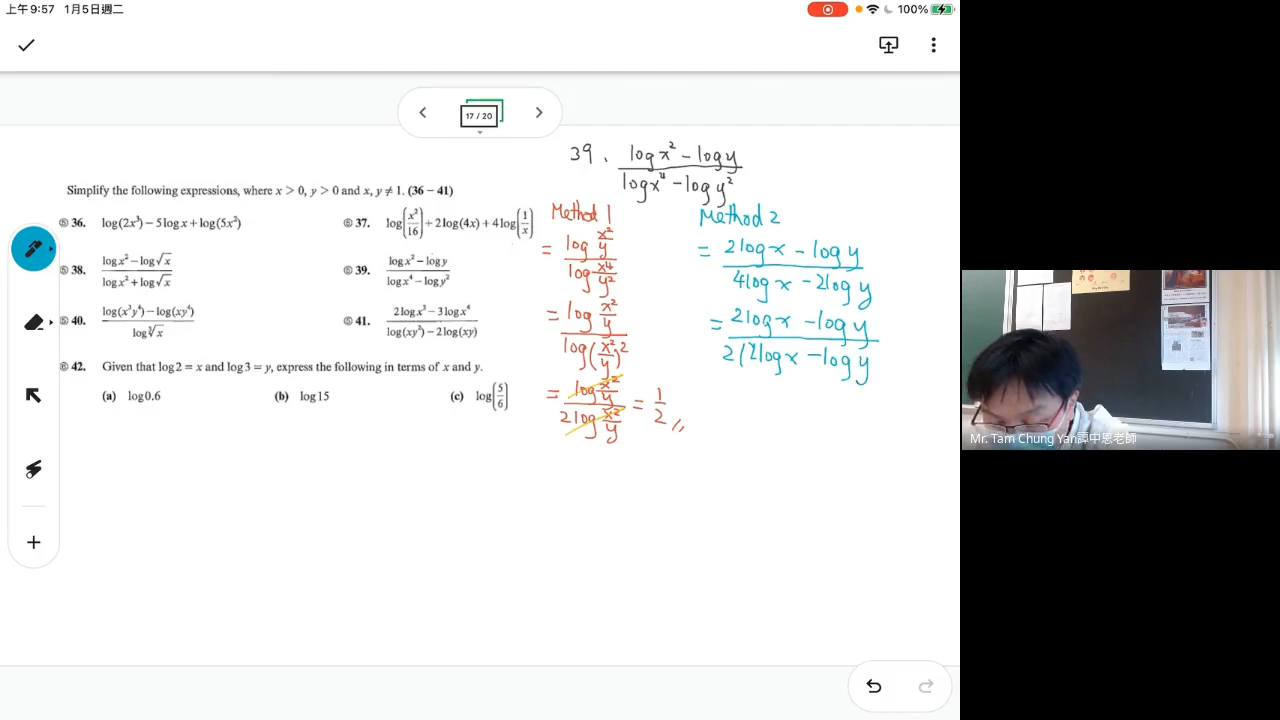 上午 9:57 1月5日週二
100%
17 / 20
Simplify the following expressions, where x > 0, y > 0 and x, y ≠ 1. (36 – 41)
36. log(2x³) − 5 log x + log(5x²)
37. log(x²/16) + 2 log(4x) + 4 log(1/x)
38. (log x² − log √x)/(log x² + log √x)
39. (log x² − log y)/(log x⁴ − log y²)
40. (log(x³y⁴) − log(xy⁴))/(log ∛x)
41. (2 log x³ − 3 log x⁴)/(log(xy²) − 2 log(xy))
42. Given that log 2 = x and log 3 = y, express the following in terms of x and y.
(a) log 0.6 (b) log 15 (c) log(5/6)
39. (log x² − log y)/(log x⁴ − log y²)
Method 1
= (log x²/y)/(log x⁴/y²)
= (log x²/y)/(log (x²/y)²)
= (log x²/y)/(2 log x²/y) = 1/2 //
Method 2
= (2 log x − log y)/(4 log x − 2 log y)
= (2 log x − log y)/(2(2 log x − log y)
Mr. Tam Chung Yan譚中恩老師